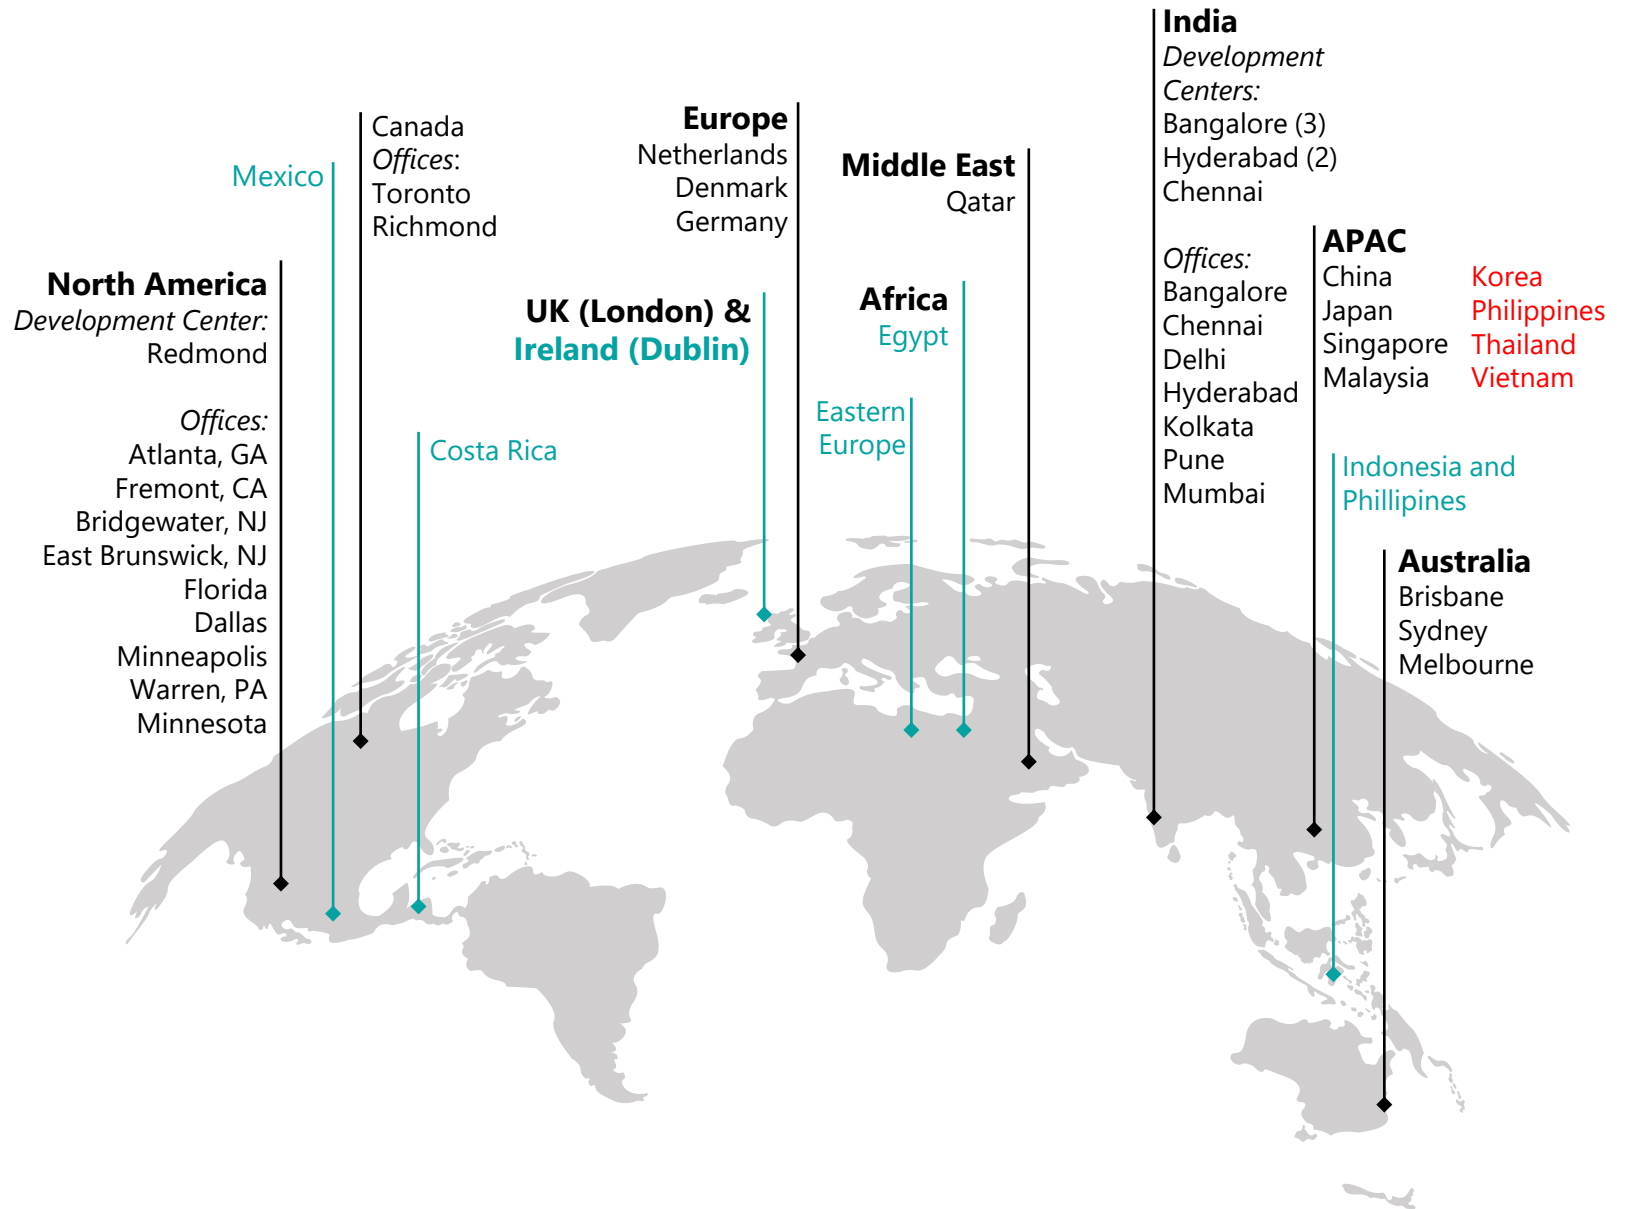 North America
Development Center:
Redmond
Offices:
Atlanta, GA
Fremont, CA
Bridgewater, NJ
East Brunswick, NJ
Florida
Dallas
Minneapolis
Warren, PA
Minnesota
Mexico
Canada
Offices:
Toronto
Richmond
Costa Rica
Europe
Netherlands
Denmark
Germany
UK (London) &
Ireland (Dublin)
Middle East
Qatar
Africa
Egypt
Eastern
Europe
India
Development
Centers:
Bangalore (3)
Hyderabad (2)
Chennai
Offices:
Bangalore
Chennai
Delhi
Hyderabad
Kolkata
Pune
Mumbai
APAC
China
Japan
Singapore
Malaysia
Korea
Philippines
Thailand
Vietnam
Indonesia and
Phillipines
Australia
Brisbane
Sydney
Melbourne